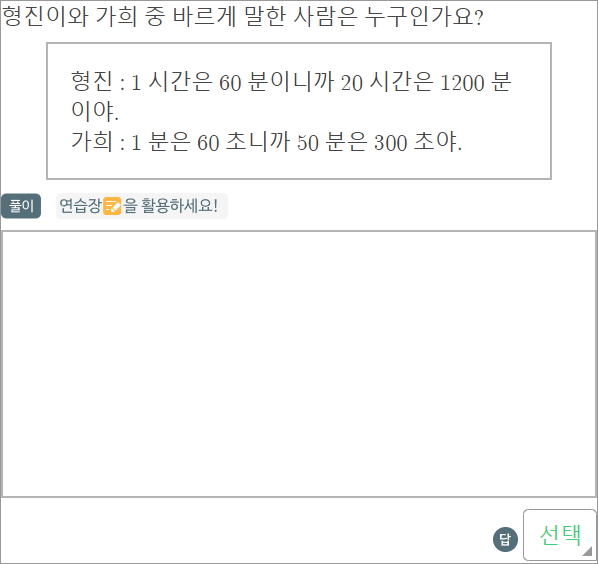 형진이와 가희 중 바르게 말한 사람은 누구인가요?
형진 : 1 시간은 60 분이니까 20 시간은 1200 분
이야.
가희 : 1 분은 60 초니까 50 분은 300 초야.
풀이 연습장을 활용하세요!
답 선택